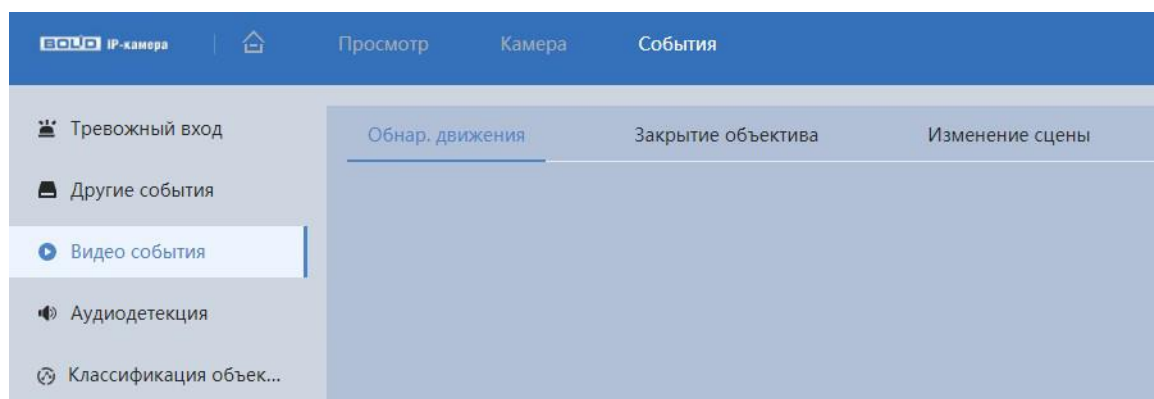 BOLID IP-камера Просмотр Камера События
Тревожный вход
Обнар. движения Закрытие объектива Изменение сцены
Другие события
Видео события
Аудиодетекция
Классификация объек...